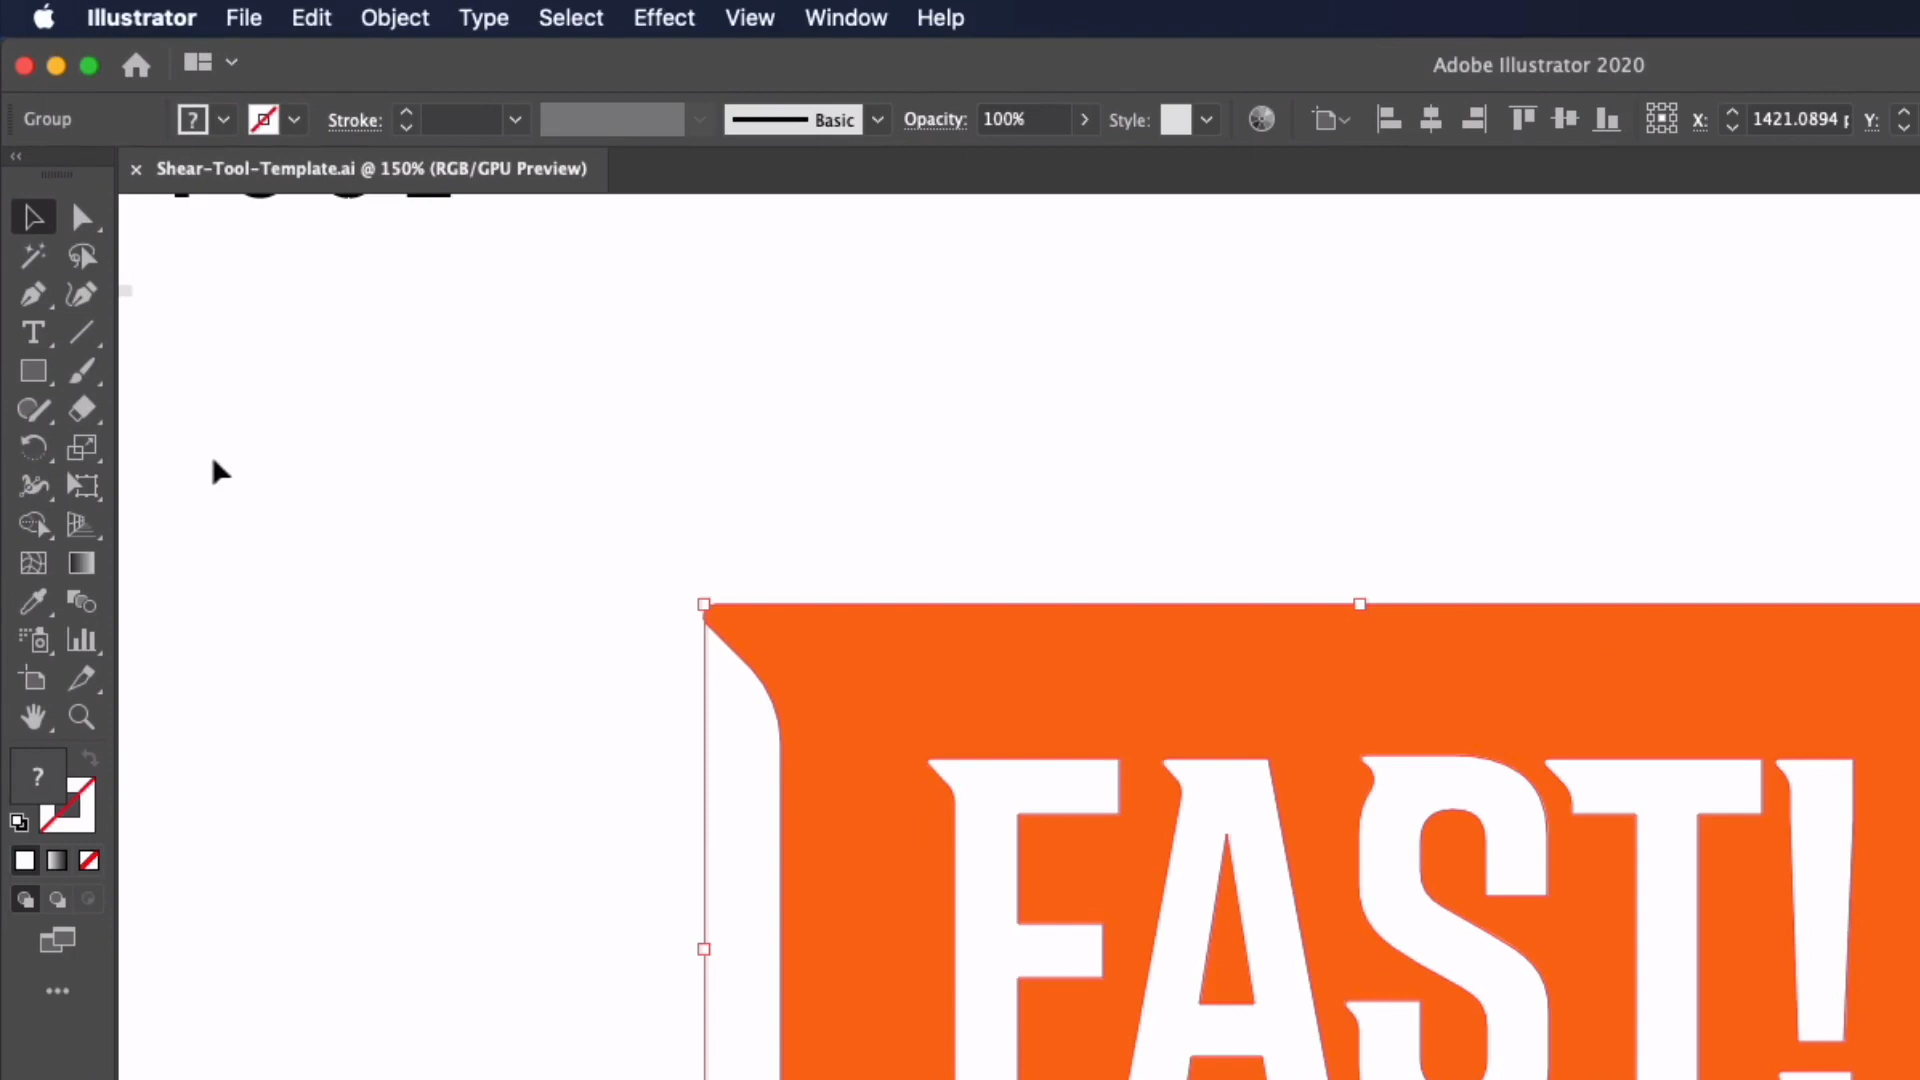 Illustrator File Edit Object Type Select Effect View Window Help
Adobe Illustrator 2020
Group ? Stroke: Basic Opacity: 100% Style: X: 1421.0894 Y:
× Shear-Tool-Template.ai @ 150% (RGB/GPU Preview)
?
FAST!